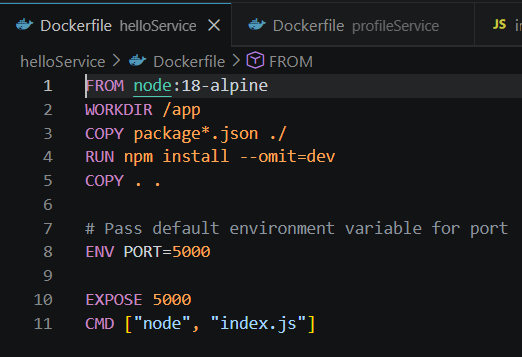 Dockerfile helloService Dockerfile profileService JS
helloService > Dockerfile > FROM
1 FROM node:18-alpine
2 WORKDIR /app
3 COPY package*.json ./
4 RUN npm install --omit=dev
5 COPY . .
6
7 # Pass default environment variable for port
8 ENV PORT=5000
9
10 EXPOSE 5000
11 CMD ["node", "index.js"]